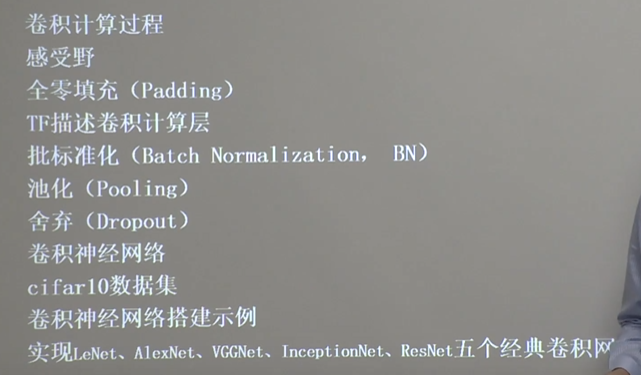 卷积计算过程
感受野
全零填充（Padding）
TF描述卷积计算层
批标准化（Batch Normalization， BN）
池化（Pooling）
舍弃（Dropout）
卷积神经网络
cifar10数据集
卷积神经网络搭建示例
实现LeNet、AlexNet、VGGNet、InceptionNet、ResNet五个经典卷积网